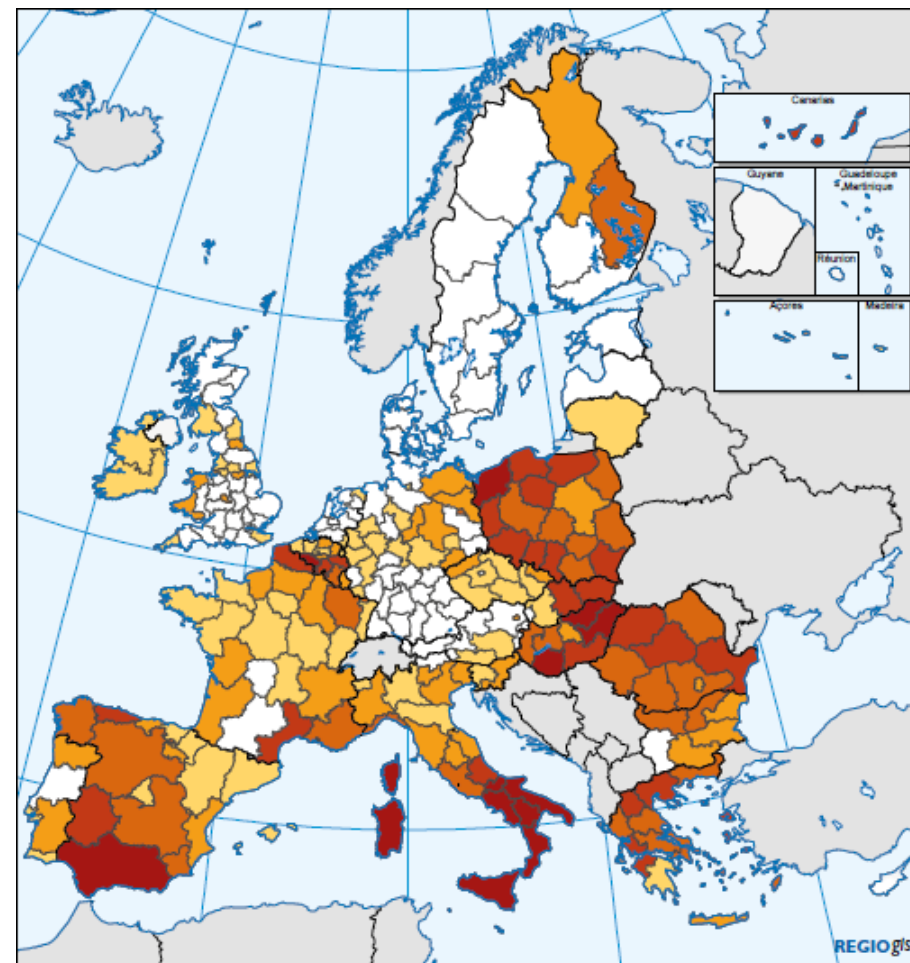 Canarias
Guyane
Guadeloupe
Martinique
Réunion
Açores
Madeira
REGIOgis